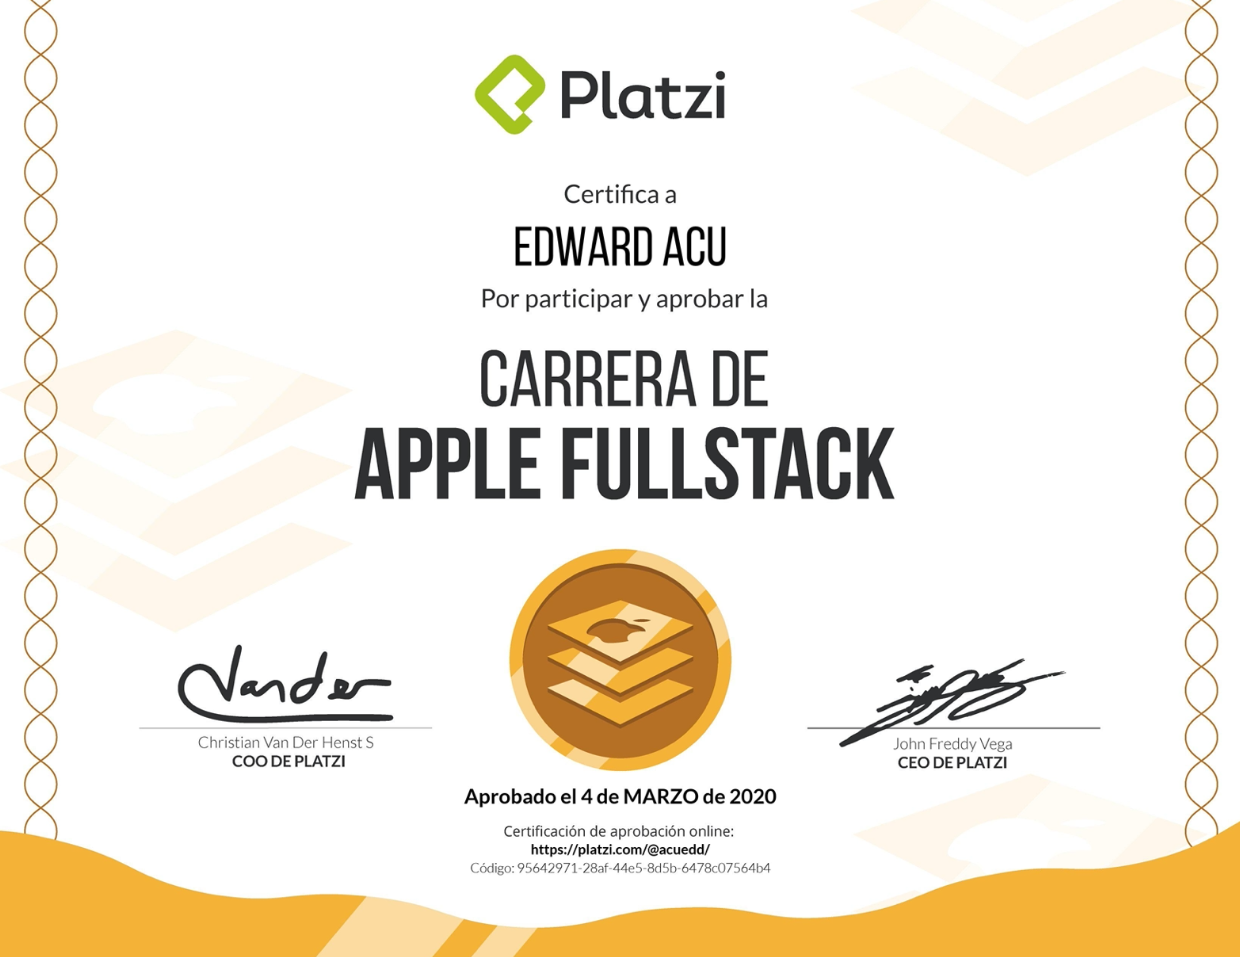 Platzi
Certifica a
EDWARD ACU
Por participar y aprobar la
CARRERA DE
APPLE FULLSTACK
Vander
Christian Van Der Henst S
COO DE PLATZI
John Freddy Vega
CEO DE PLATZI
Aprobado el 4 de MARZO de 2020
Certificación de aprobación online:
https://platzi.com/@acuedd/
Código: 95642971-28af-44e5-8d5b-6478c07564b4